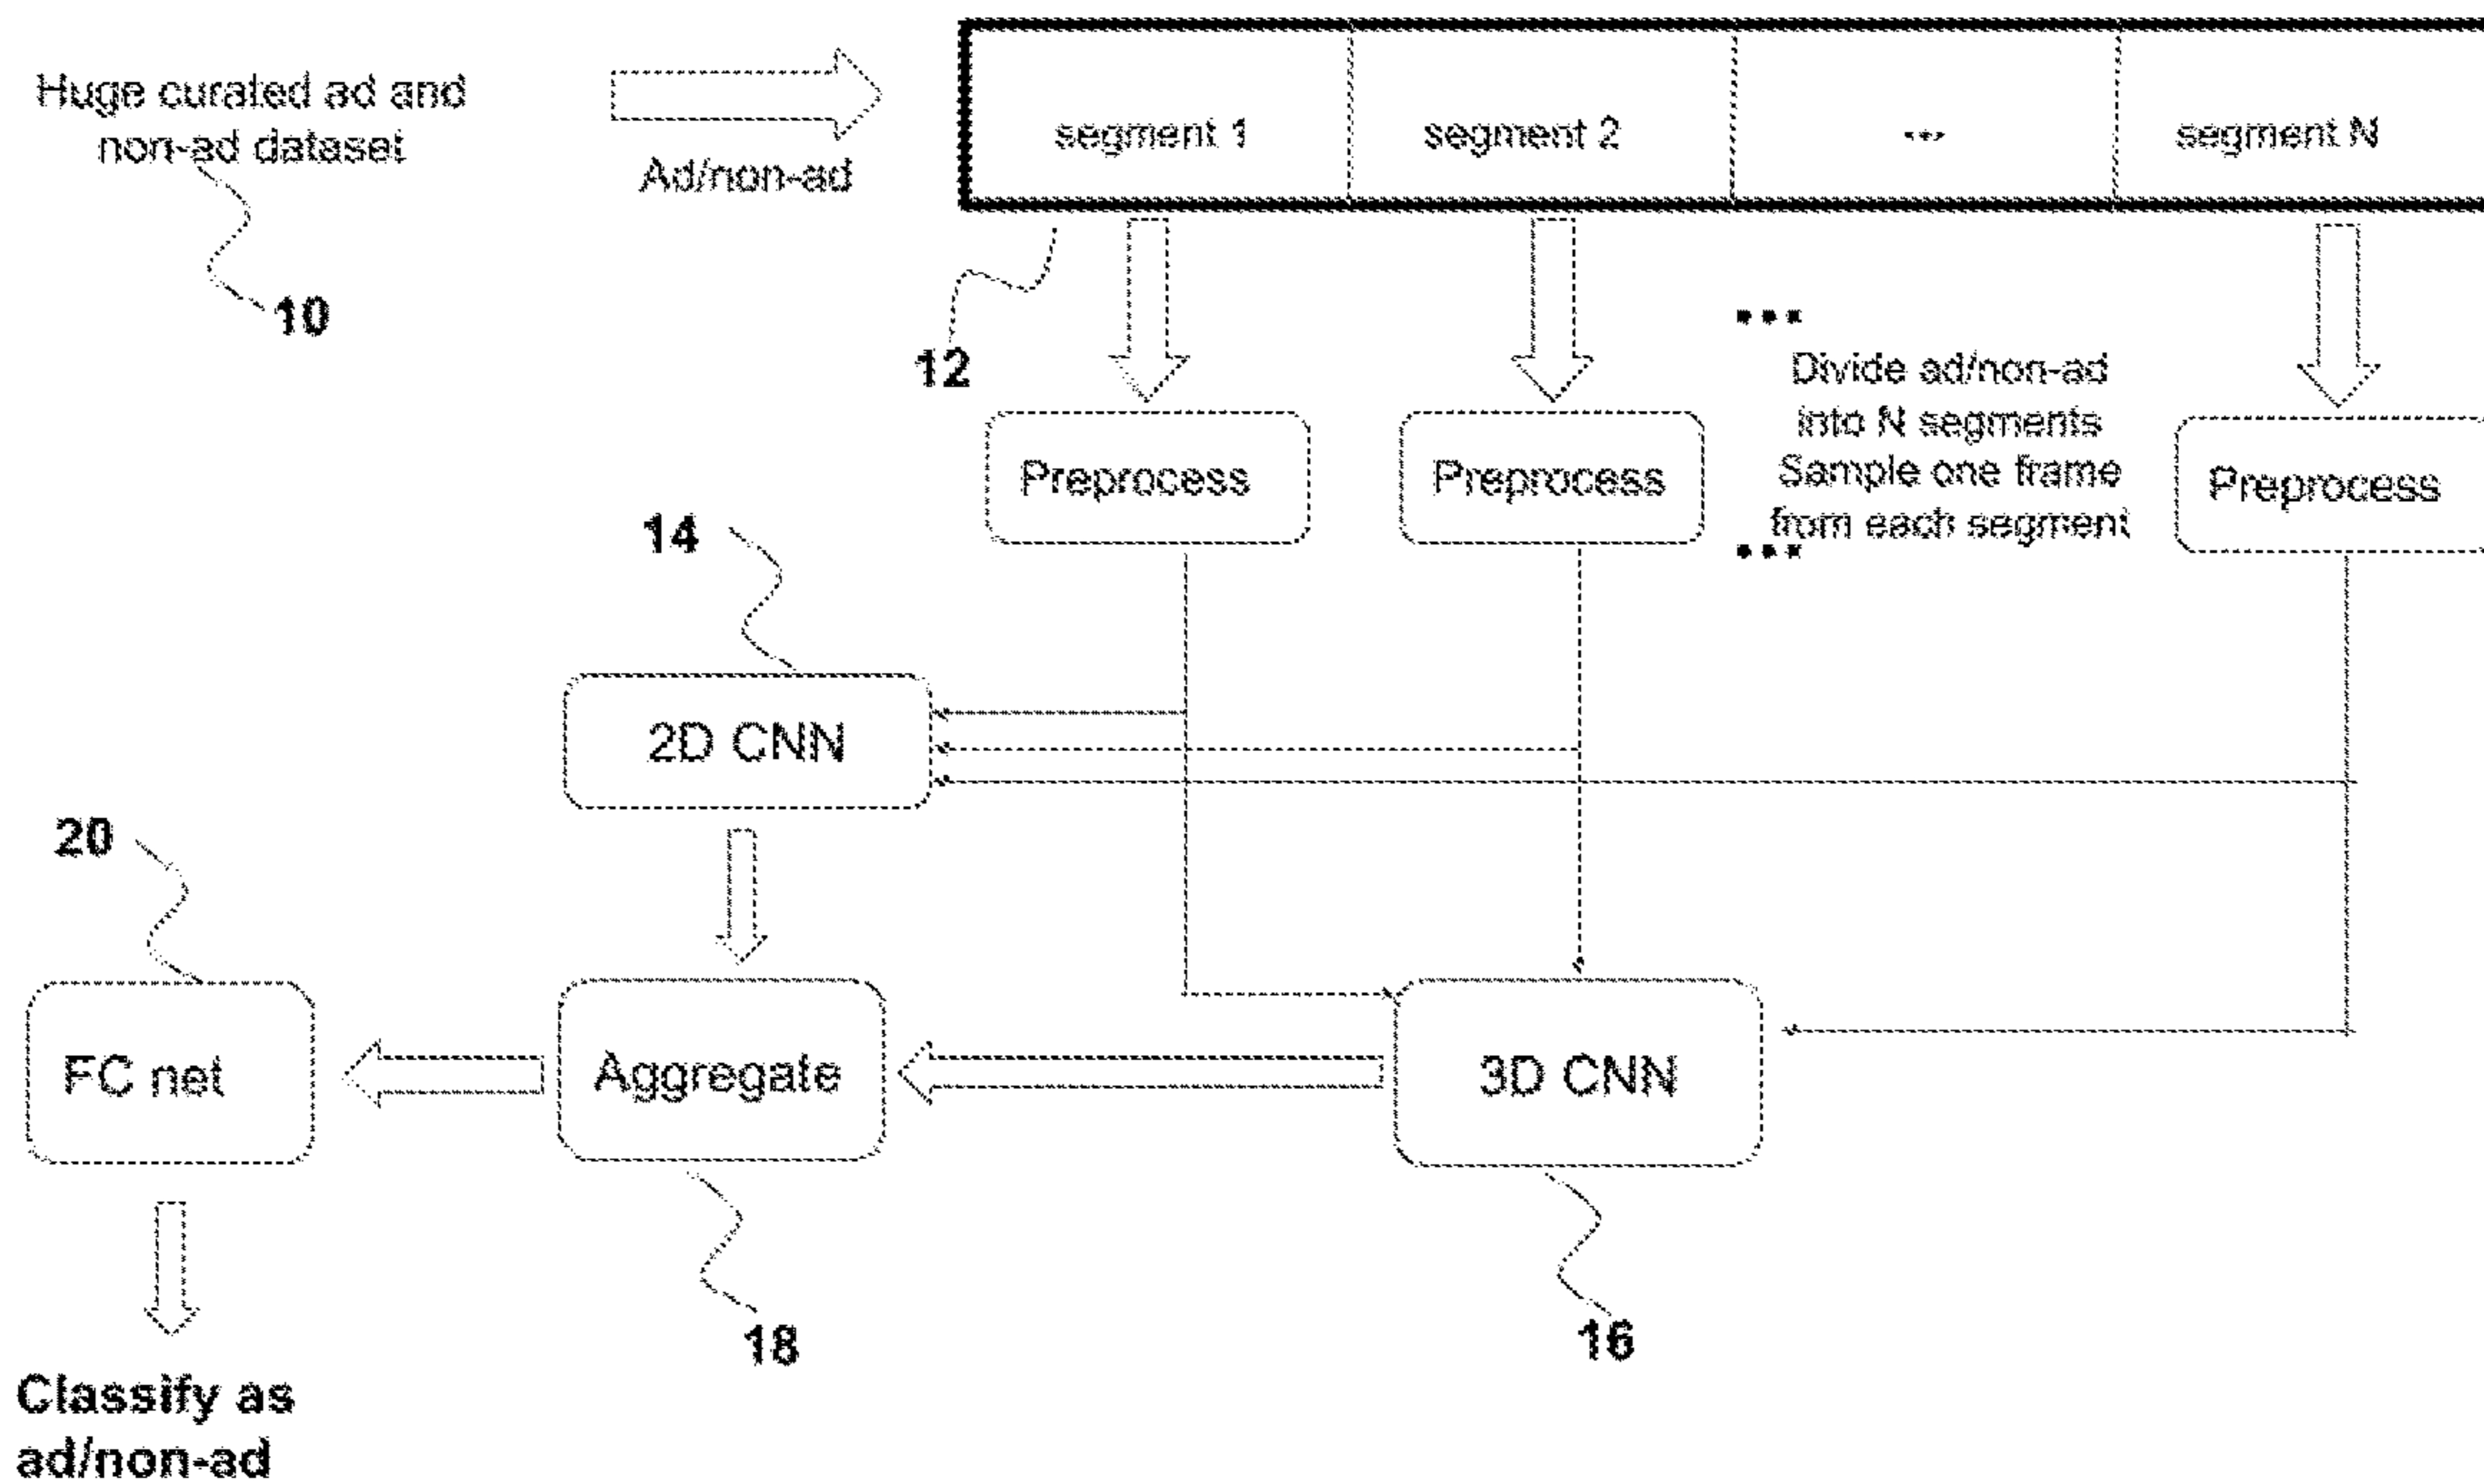 Huge curated ad and
non-ad dataset
10
Ad/non-ad
segment 1
segment 2
...
segment N
12
...
Divide ad/non-ad
into N segments
Sample one frame
from each segment
...
Preprocess
Preprocess
Preprocess
14
2D CNN
20
FC net
Aggregate
3D CNN
18
16
Classify as
ad/non-ad